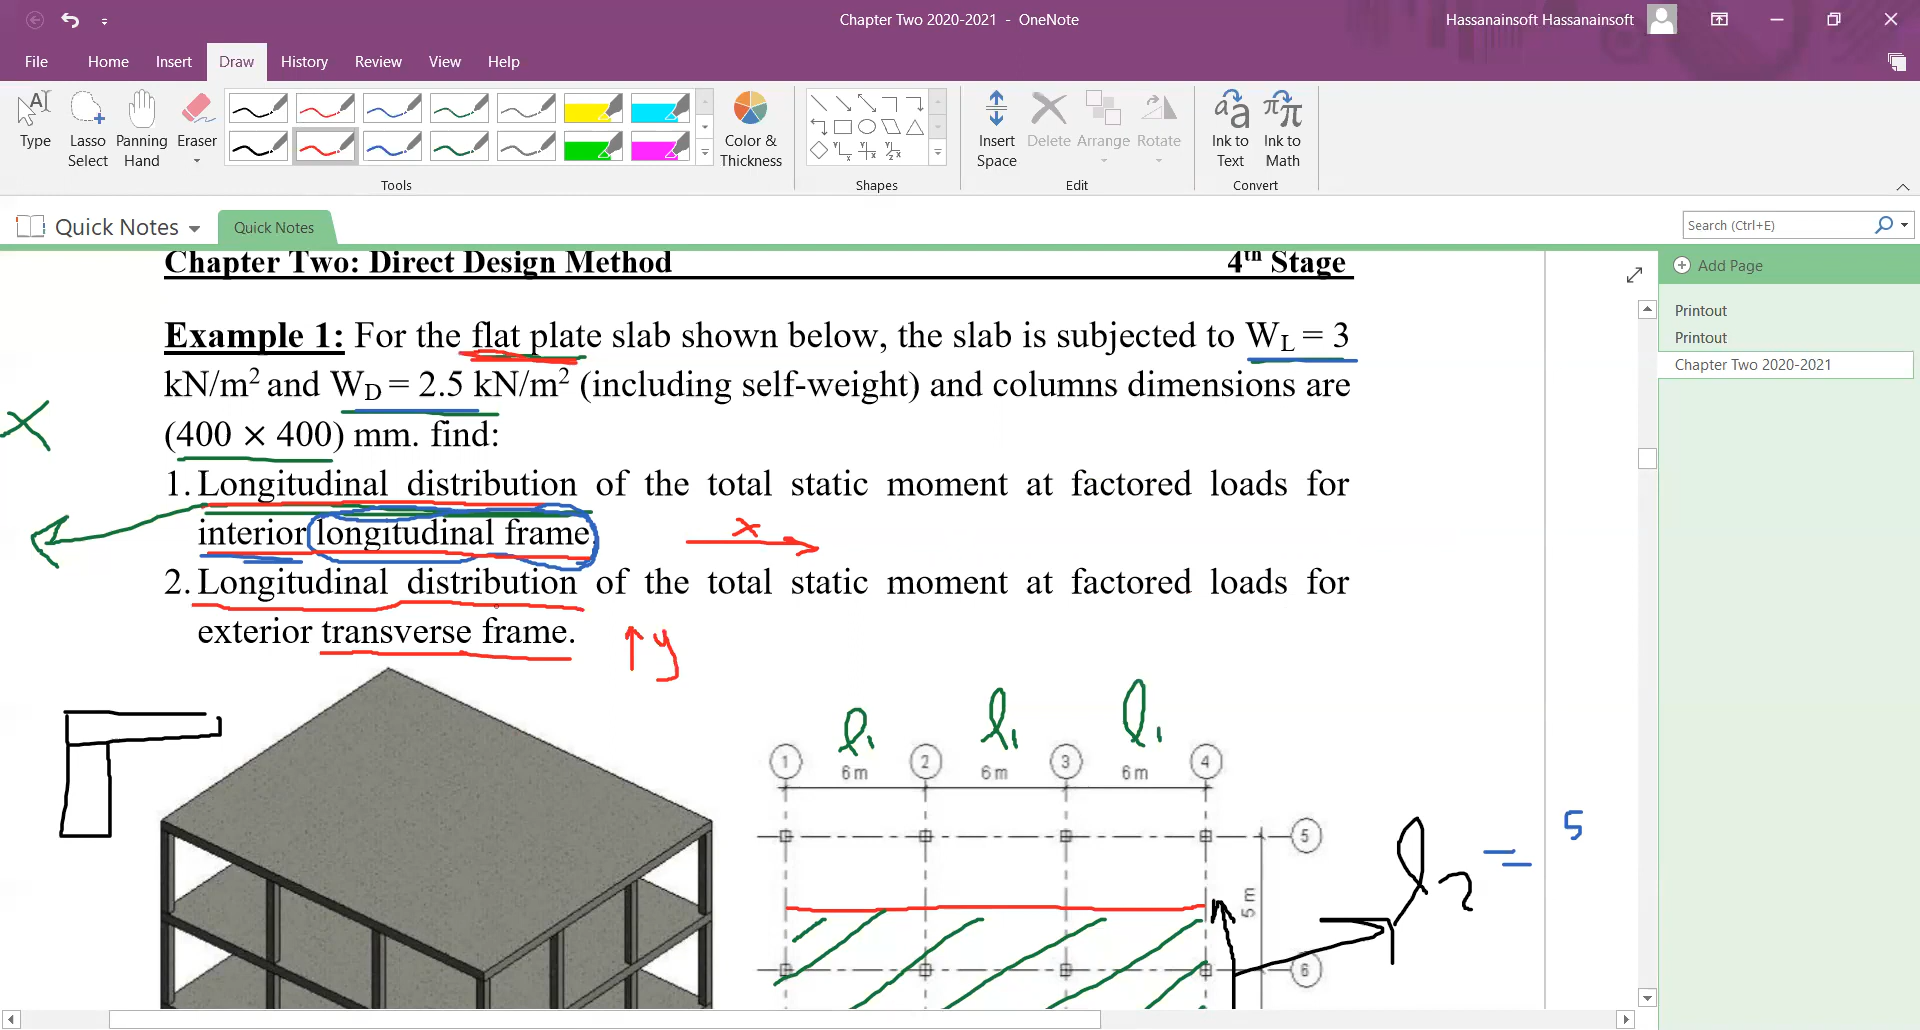 Chapter Two 2020-2021 - OneNote
Hassanainsoft Hassanainsoft
File Home Insert Draw History Review View Help
Type
Lasso Select
Panning Hand
Eraser
Color & Thickness
Insert Space
Delete
Arrange
Rotate
Ink to Text
Ink to Math
Tools
Shapes
Edit
Convert
Quick Notes
Quick Notes
Search (Ctrl+E)
Add Page
Printout
Printout
Chapter Two 2020-2021
Chapter Two: Direct Design Method 4th Stage
Example 1: For the flat plate slab shown below, the slab is subjected to WL = 3
kN/m² and WD = 2.5 kN/m² (including self-weight) and columns dimensions are
(400 × 400) mm. find:
x
1. Longitudinal distribution of the total static moment at factored loads for
interior longitudinal frame.
x
2. Longitudinal distribution of the total static moment at factored loads for
exterior transverse frame.
y
l1 l1 l1
1 2 3 4
6 m 6 m 6 m
5
5 m
6
l2 = 5